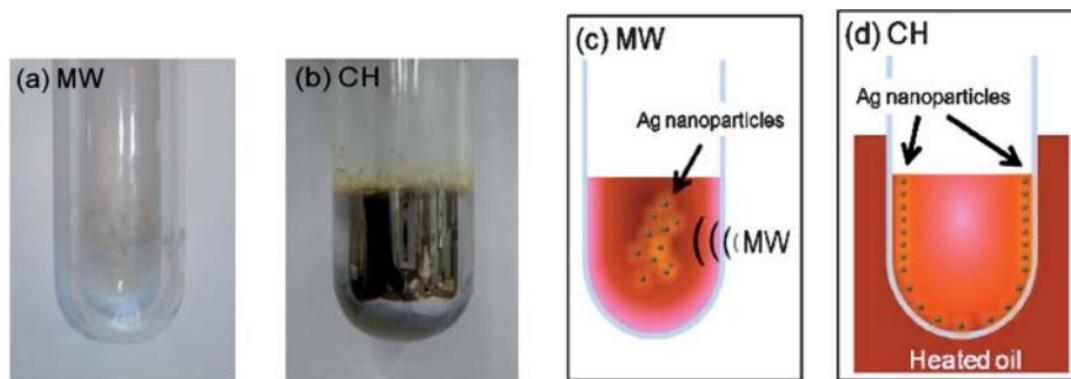 (a) MW
(b) CH
(c) MW
Ag nanoparticles
MW
(d) CH
Ag nanoparticles
Heated oil